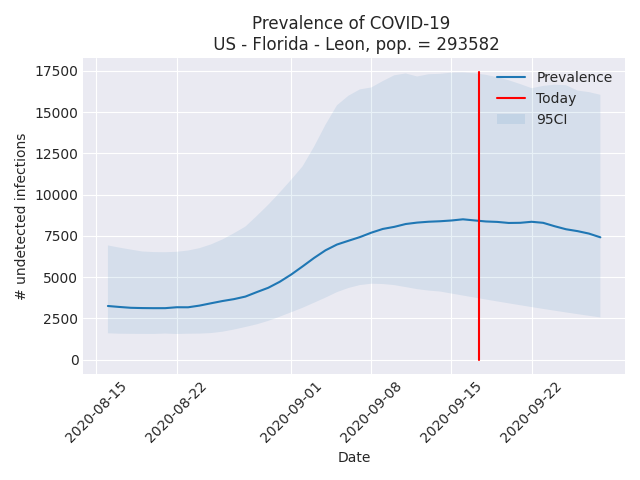 Prevalence of COVID-19
US - Florida - Leon, pop. = 293582
17500
15000
12500
10000
7500
5000
2500
0
# undetected infections
Prevalence
Today
95CI
2020-08-15
2020-08-22
2020-09-01
2020-09-08
2020-09-15
2020-09-22
Date